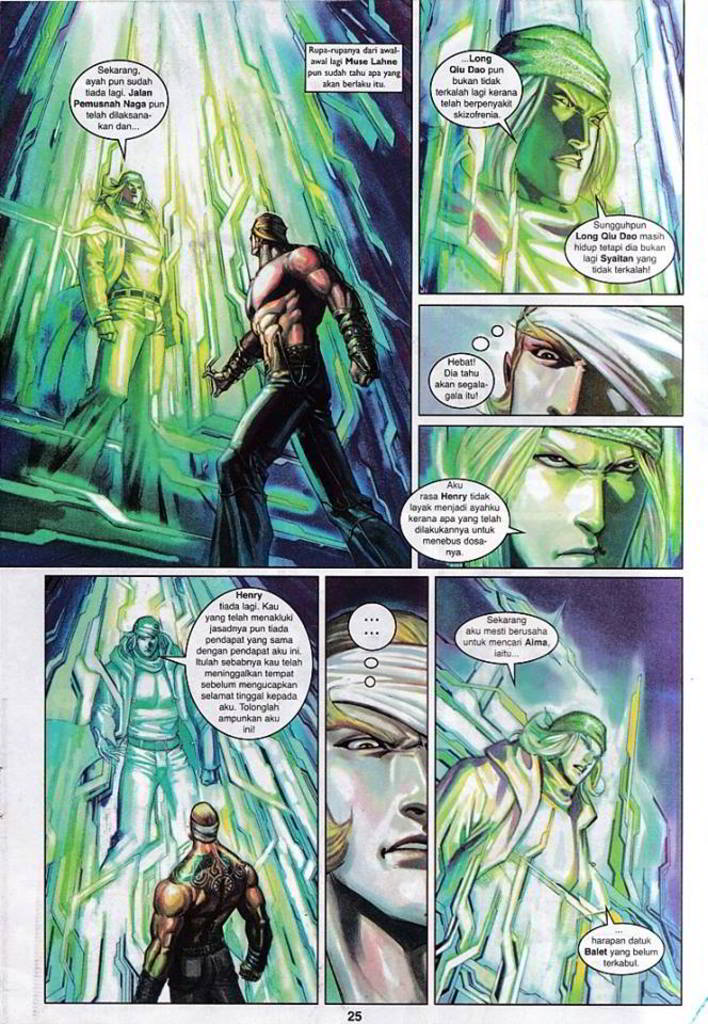 Sekarang,
ayah pun sudah
tiada lagi. Jalan
Pemusnah Naga pun
telah dilaksana-
kan dan...
Rupa-rupanya dari awal-
awal lagi Muse Lahne
pun sudah tahu apa yang
akan berlaku itu.
...Long
Qiu Dao pun
bukan tidak
terkalah lagi kerana
telah berpenyakit
skizofrenia.
Sungguhpun
Long Qiu Dao masih
hidup tetapi dia bukan
lagi Syaitan yang
tidak terkalah!
Hebat!
Dia tahu
akan segala-
gala itu!
Aku
rasa Henry tidak
layak menjadi ayahku
kerana apa yang telah
dilakukannya untuk
menebus dosa-
nya.
Henry
tiada lagi. Kau
yang telah menakluki
jasadnya pun tiada
pendapat yang sama
dengan pendapat aku ini.
Itulah sebabnya kau telah
meninggalkan tempat
sebelum mengucapkan
selamat tinggal kepada
aku. Tolonglah
ampunkan aku
ini!
...
...
Sekarang
aku mesti berusaha
untuk mencari Alma,
iaitu...
...
harapan datuk
Balet yang belum
terkabul.
25